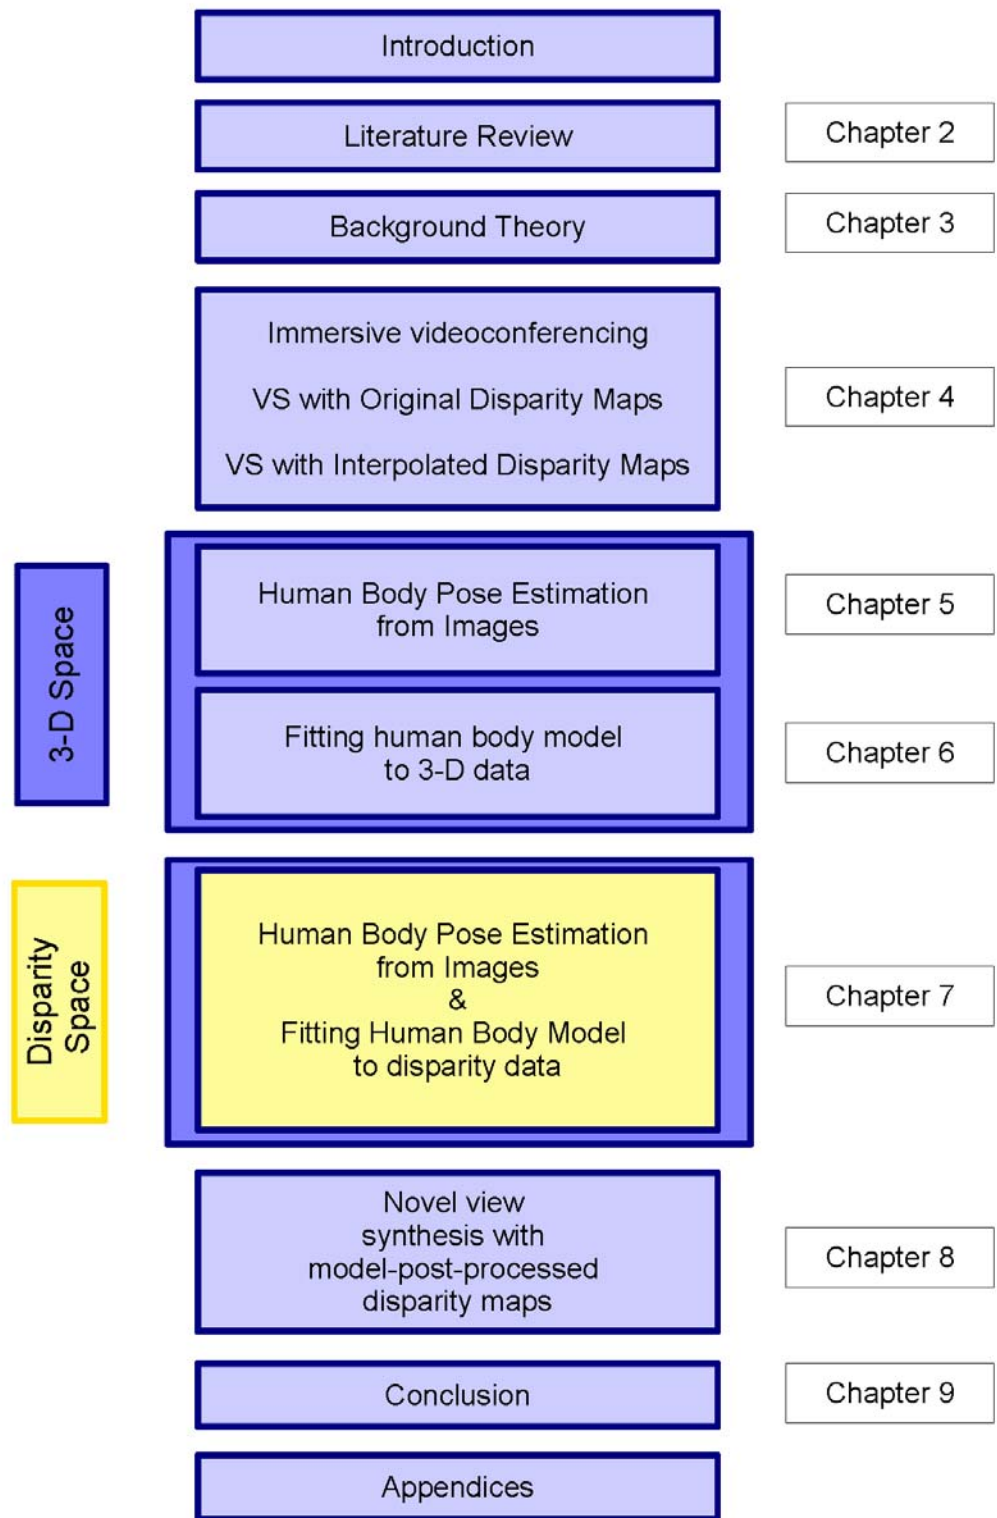 Introduction
Literature Review
Chapter 2
Background Theory
Chapter 3
Immersive videoconferencing
VS with Original Disparity Maps
VS with Interpolated Disparity Maps
Chapter 4
3-D Space
Human Body Pose Estimation
from Images
Chapter 5
Fitting human body model
to 3-D data
Chapter 6
Disparity
Space
Human Body Pose Estimation
from Images
&
Fitting Human Body Model
to disparity data
Chapter 7
Novel view
synthesis with
model-post-processed
disparity maps
Chapter 8
Conclusion
Chapter 9
Appendices